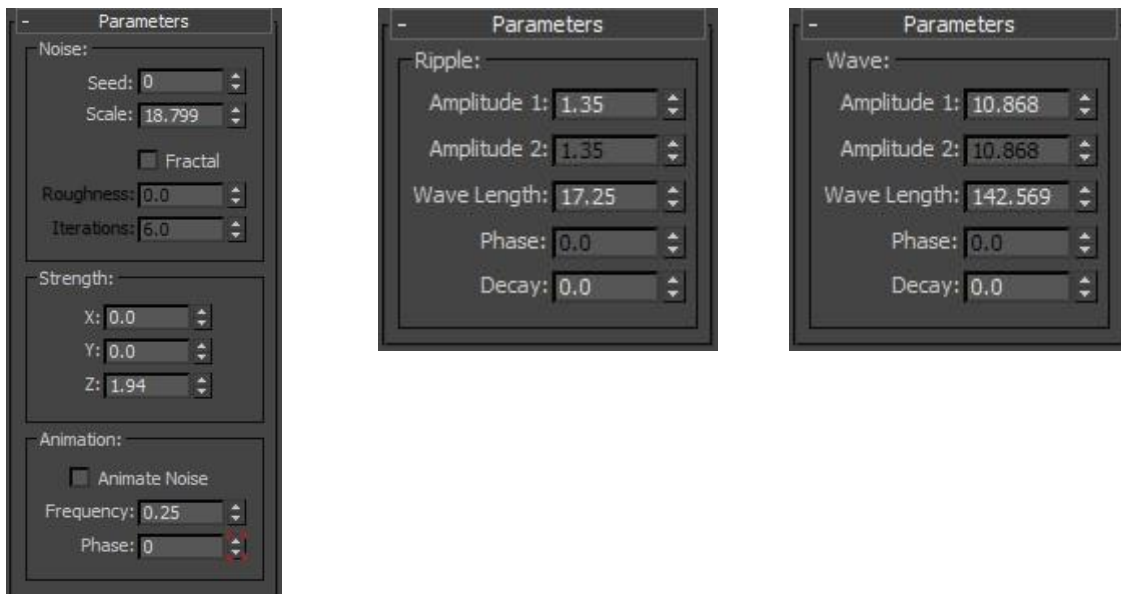 - Parameters
Noise:
Seed: 0
Scale: 18.799
Fractal
Roughness: 0.0
Iterations: 6.0
Strength:
X: 0.0
Y: 0.0
Z: 1.94
Animation:
Animate Noise
Frequency: 0.25
Phase: 0
- Parameters
Ripple:
Amplitude 1: 1.35
Amplitude 2: 1.35
Wave Length: 17.25
Phase: 0.0
Decay: 0.0
- Parameters
Wave:
Amplitude 1: 10.868
Amplitude 2: 10.868
Wave Length: 142.569
Phase: 0.0
Decay: 0.0